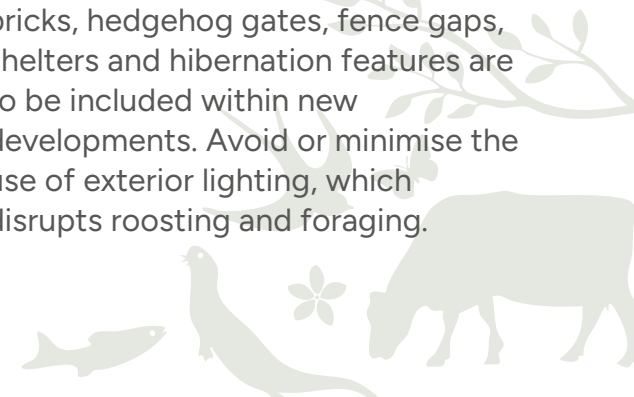 bricks, hedgehog gates, fence gaps,
shelters and hibernation features are
to be included within new
developments. Avoid or minimise the
use of exterior lighting, which
disrupts roosting and foraging.